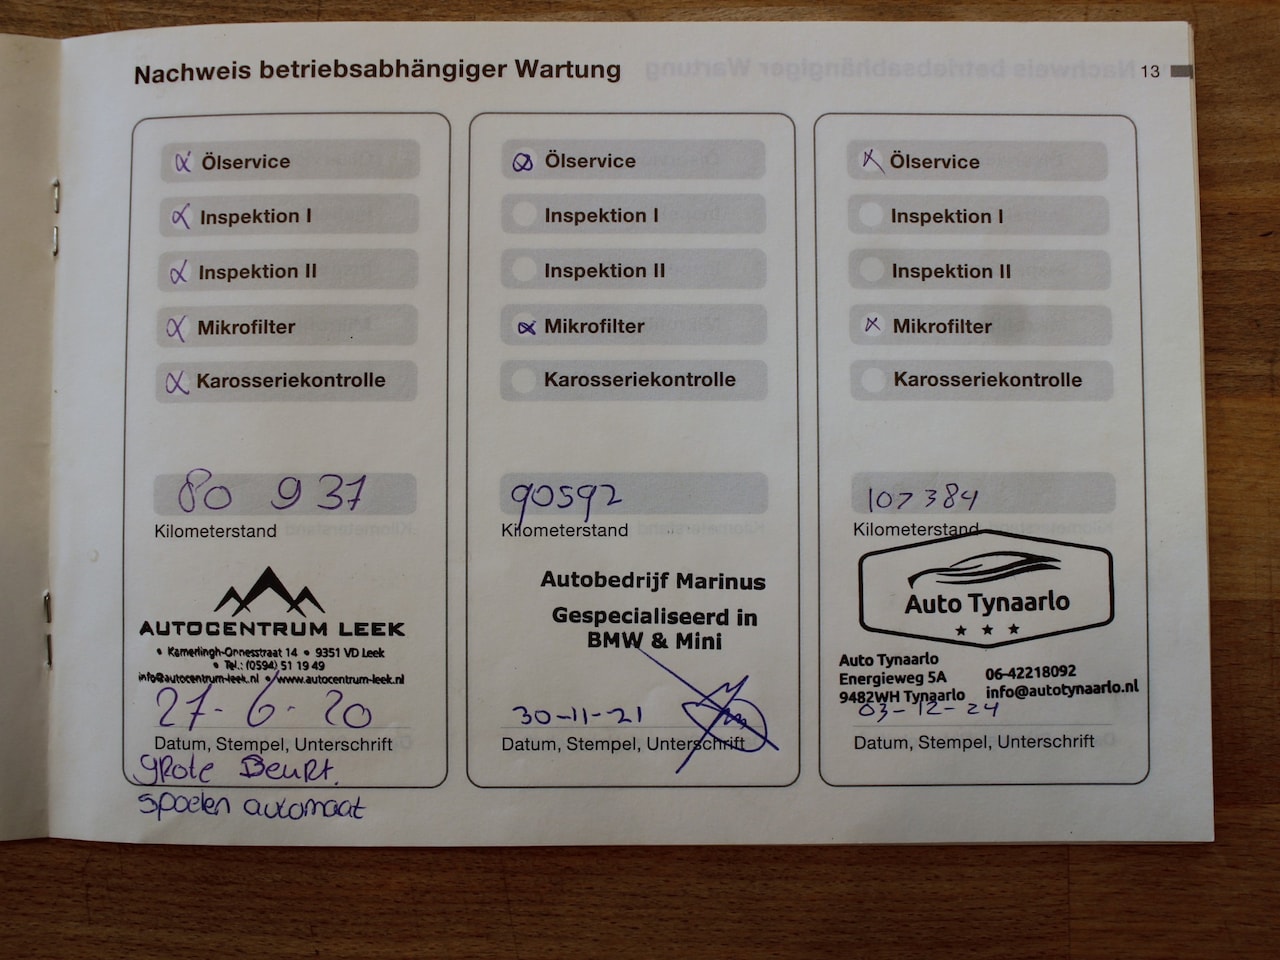 Nachweis betriebsabhängiger Wartung
13
Ölservice
Inspektion I
Inspektion II
Mikrofilter
Karosseriekontrolle
80 937
Kilometerstand
AUTOCENTRUM LEEK
• Kamerlingh-Onnesstraat 14 • 9351 VD Leek
• Tel.: (0594) 51 19 49
info@autocentrum-leek.nl • www.autocentrum-leek.nl
27-6-20
Datum, Stempel, Unterschrift
grote Beurt.
spoelen automaat
Ölservice
Inspektion I
Inspektion II
Mikrofilter
Karosseriekontrolle
90592
Kilometerstand
Autobedrijf Marinus
Gespecialiseerd in
BMW & Mini
30-11-21
Datum, Stempel, Unterschrift
Ölservice
Inspektion I
Inspektion II
Mikrofilter
Karosseriekontrolle
107384
Kilometerstand
Auto Tynaarlo
Auto Tynaarlo
Energieweg 5A
9482WH Tynaarlo
06-42218092
info@autotynaarlo.nl
03-12-24
Datum, Stempel, Unterschrift